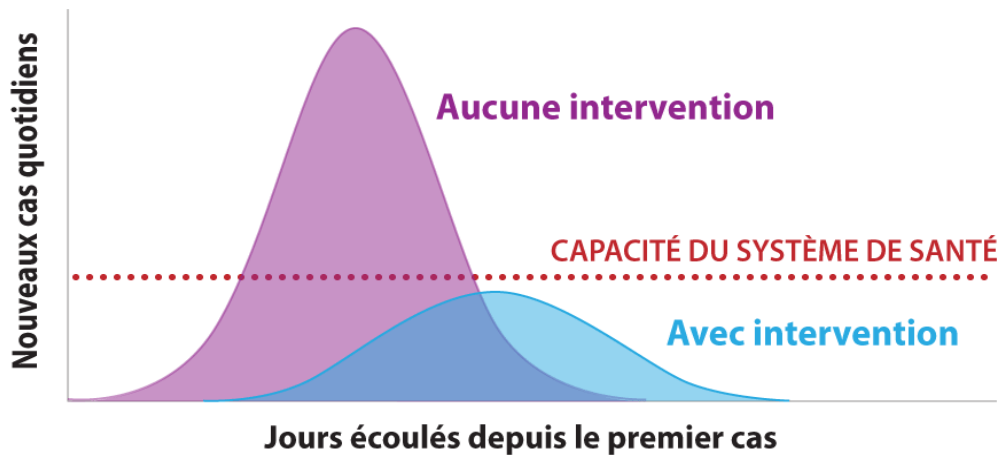 Nouveaux cas quotidiens
Aucune intervention
CAPACITÉ DU SYSTÈME DE SANTÉ
Avec intervention
Jours écoulés depuis le premier cas